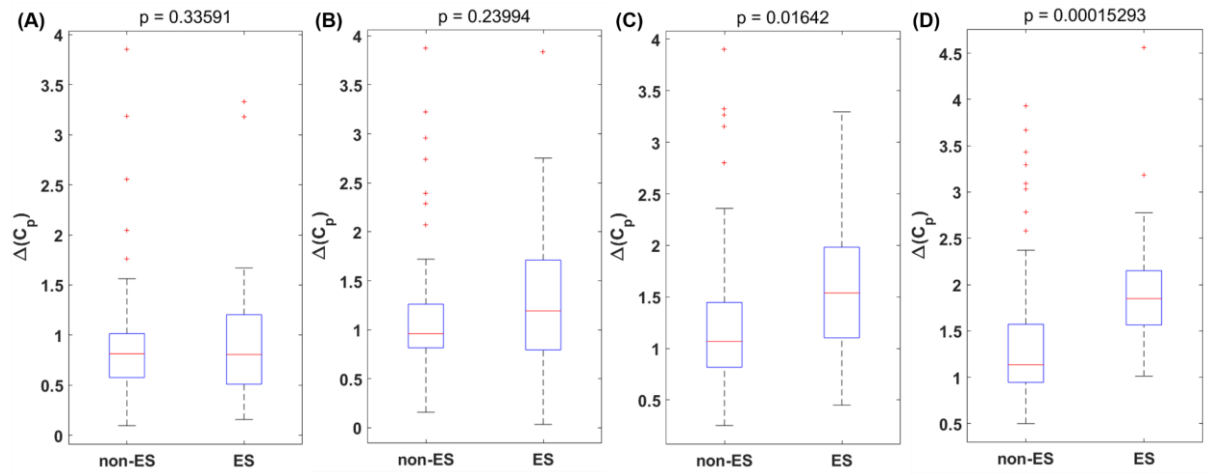 (A) p = 0.33591
4
3.5
3
2.5
2
1.5
1
0.5
0
Δ(Cp)
non-ES ES
(B) p = 0.23994
4
3.5
3
2.5
2
1.5
1
0.5
0
Δ(Cp)
non-ES ES
(C) p = 0.01642
4
3.5
3
2.5
2
1.5
1
0.5
Δ(Cp)
non-ES ES
(D) p = 0.00015293
4.5
4
3.5
3
2.5
2
1.5
1
0.5
Δ(Cp)
non-ES ES